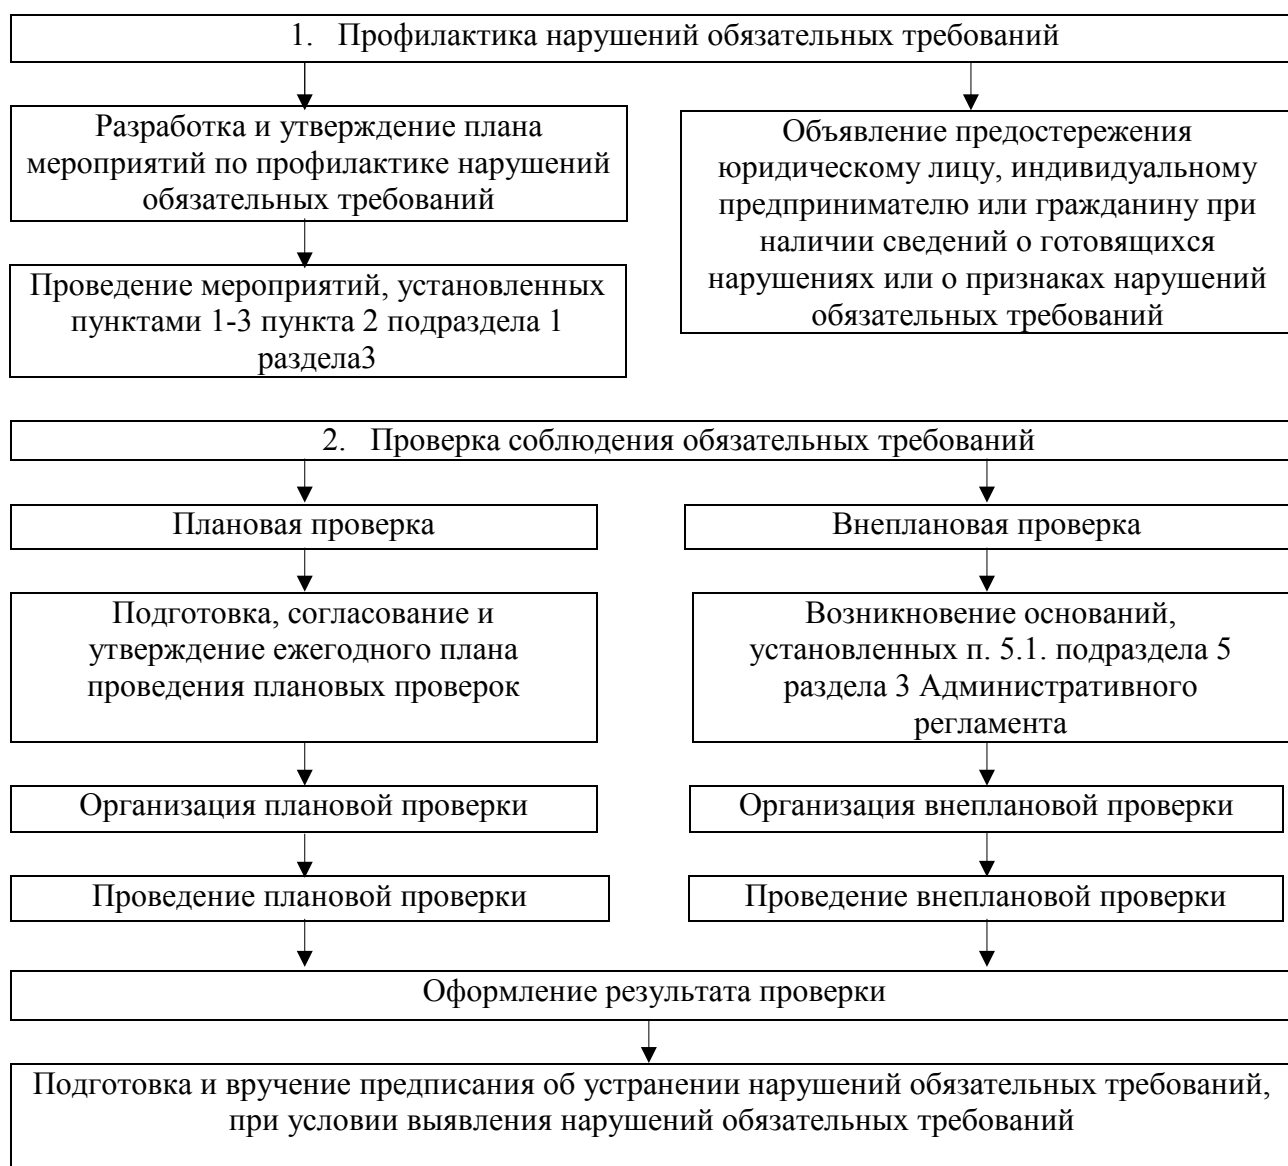 1. Профилактика нарушений обязательных требований
Разработка и утверждение плана
мероприятий по профилактике нарушений
обязательных требований
Проведение мероприятий, установленных
пунктами 1-3 пункта 2 подраздела 1
раздела3
Объявление предостережения
юридическому лицу, индивидуальному
предпринимателю или гражданину при
наличии сведений о готовящихся
нарушениях или о признаках нарушений
обязательных требований
2. Проверка соблюдения обязательных требований
Плановая проверка
Внеплановая проверка
Подготовка, согласование и
утверждение ежегодного плана
проведения плановых проверок
Возникновение оснований,
установленных п. 5.1. подраздела 5
раздела 3 Административного
регламента
Организация плановой проверки
Организация внеплановой проверки
Проведение плановой проверки
Проведение внеплановой проверки
Оформление результата проверки
Подготовка и вручение предписания об устранении нарушений обязательных требований,
при условии выявления нарушений обязательных требований